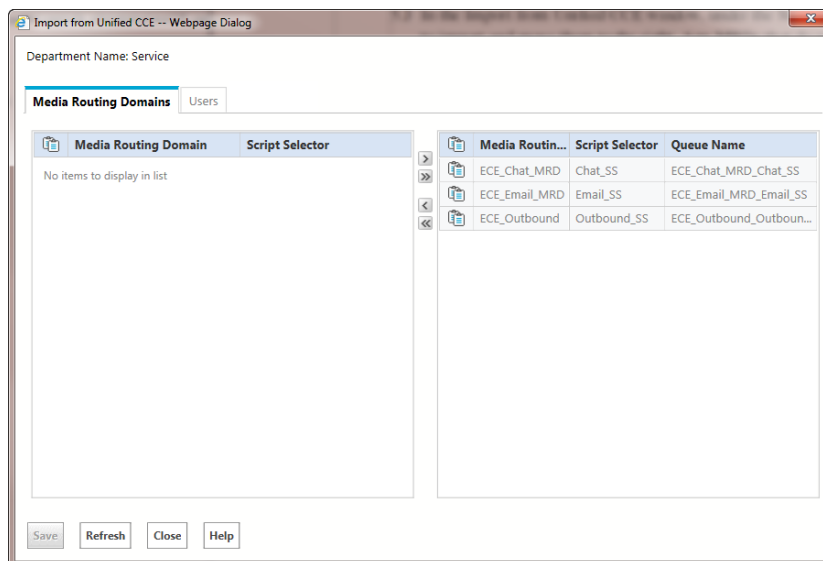 Import from Unified CCE -- Webpage Dialog
Department Name: Service
Media Routing Domains Users
Media Routing Domain Script Selector
No items to display in list
Media Routin... Script Selector Queue Name
ECE_Chat_MRD Chat_SS ECE_Chat_MRD_Chat_SS
ECE_Email_MRD Email_SS ECE_Email_MRD_Email_SS
ECE_Outbound Outbound_SS ECE_Outbound_Outboun...
Save Refresh Close Help